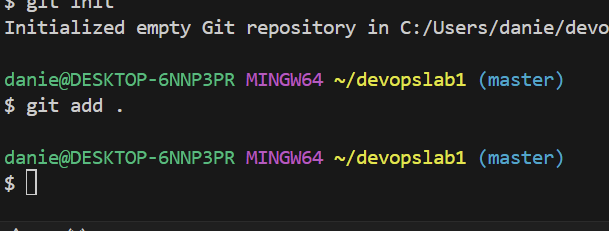 $ git init
Initialized empty Git repository in C:/Users/danie/devo
danie@DESKTOP-6NNP3PR MINGW64 ~/devopslab1 (master)
$ git add .
danie@DESKTOP-6NNP3PR MINGW64 ~/devopslab1 (master)
$